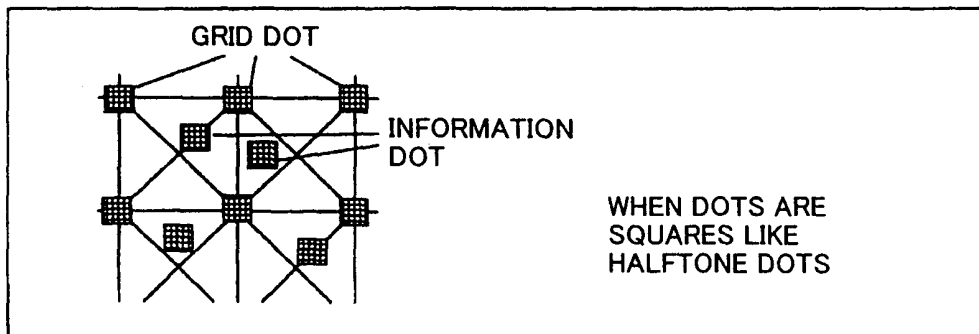 GRID DOT
INFORMATION
DOT
WHEN DOTS ARE
SQUARES LIKE
HALFTONE DOTS